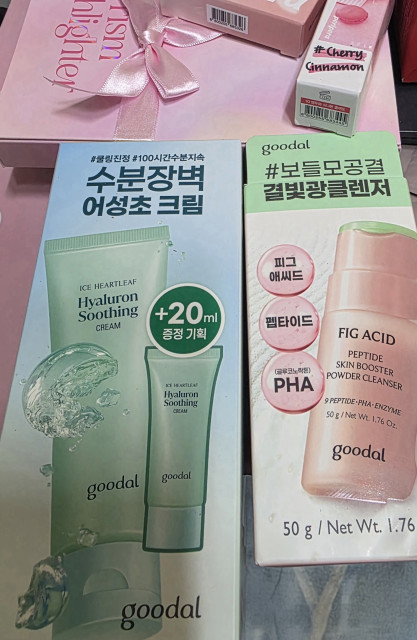 ism
hlighter
# Cherry
Cinnamon
#쿨링진정 #100시간수분지속
수분장벽
어성초 크림
ICE HEARTLEAF
Hyaluron
Soothing
CREAM
+20ml
증정 기획
ICE HEARTLEAF
Hyaluron
Soothing
CREAM
goodal
goodal
goodal
goodal
#보들모공결
결빛광클렌저
피그
애씨드
펩타이드
(글루코노락톤)
PHA
FIG ACID
PEPTIDE
SKIN BOOSTER
POWDER CLEANSER
9 PEPTIDE·PHA·ENZYME
50 g / Net Wt. 1.76 Oz.
goodal
50 g / Net Wt. 1.76